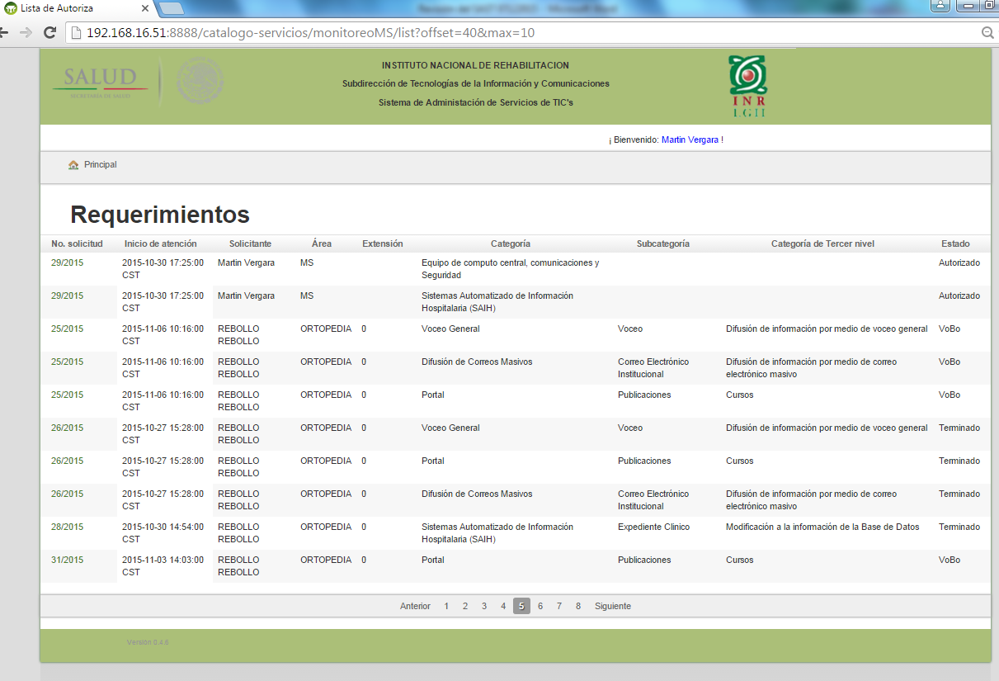 Lista de Autoriza
192.168.16.51:8888/catalogo-servicios/monitoreoMS/list?offset=40&max=10
SALUD
SECRETARÍA DE SALUD
INSTITUTO NACIONAL DE REHABILITACION
Subdirección de Tecnologías de la Información y Comunicaciones
Sistema de Administación de Servicios de TIC's
INR
LGII
¡ Bienvenido: Martin Vergara !
Principal
Requerimientos
No. solicitud Inicio de atención Solicitante Área Extensión Categoría Subcategoría Categoría de Tercer nivel Estado
29/2015 2015-10-30 17:25:00 Martin Vergara MS Equipo de computo central, comunicaciones y Autorizado
CST Seguridad
29/2015 2015-10-30 17:25:00 Martin Vergara MS Sistemas Automatizado de Información Autorizado
CST Hospitalaria (SAIH)
25/2015 2015-11-06 10:16:00 REBOLLO ORTOPEDIA 0 Voceo General Voceo Difusión de información por medio de voceo general VoBo
CST REBOLLO
25/2015 2015-11-06 10:16:00 REBOLLO ORTOPEDIA 0 Difusión de Correos Masivos Correo Electrónico Difusión de información por medio de correo VoBo
CST REBOLLO Institucional electrónico masivo
25/2015 2015-11-06 10:16:00 REBOLLO ORTOPEDIA 0 Portal Publicaciones Cursos VoBo
CST REBOLLO
26/2015 2015-10-27 15:28:00 REBOLLO ORTOPEDIA 0 Voceo General Voceo Difusión de información por medio de voceo general Terminado
CST REBOLLO
26/2015 2015-10-27 15:28:00 REBOLLO ORTOPEDIA 0 Portal Publicaciones Cursos Terminado
CST REBOLLO
26/2015 2015-10-27 15:28:00 REBOLLO ORTOPEDIA 0 Difusión de Correos Masivos Correo Electrónico Difusión de información por medio de correo Terminado
CST REBOLLO Institucional electrónico masivo
28/2015 2015-10-30 14:54:00 REBOLLO ORTOPEDIA 0 Sistemas Automatizado de Información Expediente Clinico Modificación a la información de la Base de Datos Terminado
CST REBOLLO Hospitalaria (SAIH)
31/2015 2015-11-03 14:03:00 REBOLLO ORTOPEDIA 0 Portal Publicaciones Cursos VoBo
CST REBOLLO
Anterior 1 2 3 4 5 6 7 8 Siguiente
Versión 0.4.6